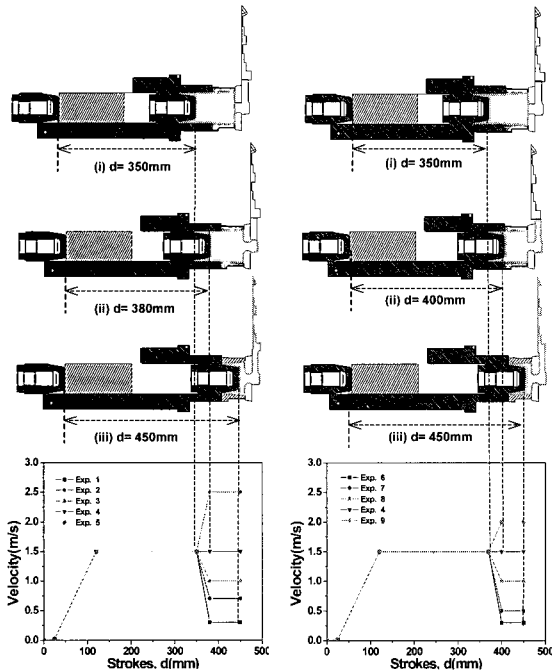 (i) d= 350mm
(i) d= 350mm
(ii) d= 380mm
(ii) d= 400mm
(iii) d= 450mm
(iii) d= 450mm
3.0
2.5
2.0
1.5
1.0
0.5
0.0
Velocity(m/s)
Exp. 1
Exp. 2
Exp. 3
Exp. 4
Exp. 5
0 100 200 300 400 500
Strokes, d(mm)
3.0
2.5
2.0
1.5
1.0
0.5
0.0
Velocity(m/s)
Exp. 6
Exp. 7
Exp. 8
Exp. 4
Exp. 9
0 100 200 300 400 500
Strokes, d(mm)